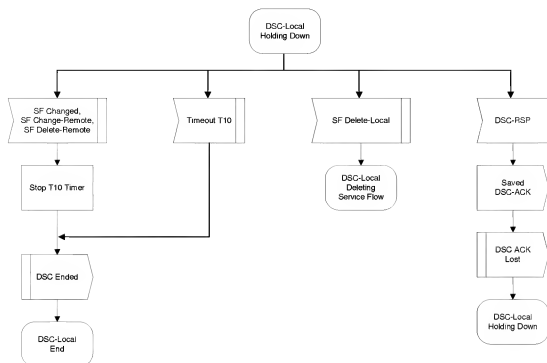 DSC-Local
Holding Down
SF Changed,
SF Change-Remote,
SF Delete-Remote
Timeout T10
SF Delete-Local
DSC-RSP
Stop T10 Timer
DSC-Local
Deleting
Service Flow
Saved
DSC-ACK
DSC Ended
DSC ACK
Lost
DSC-Local
End
DSC-Local
Holding Down